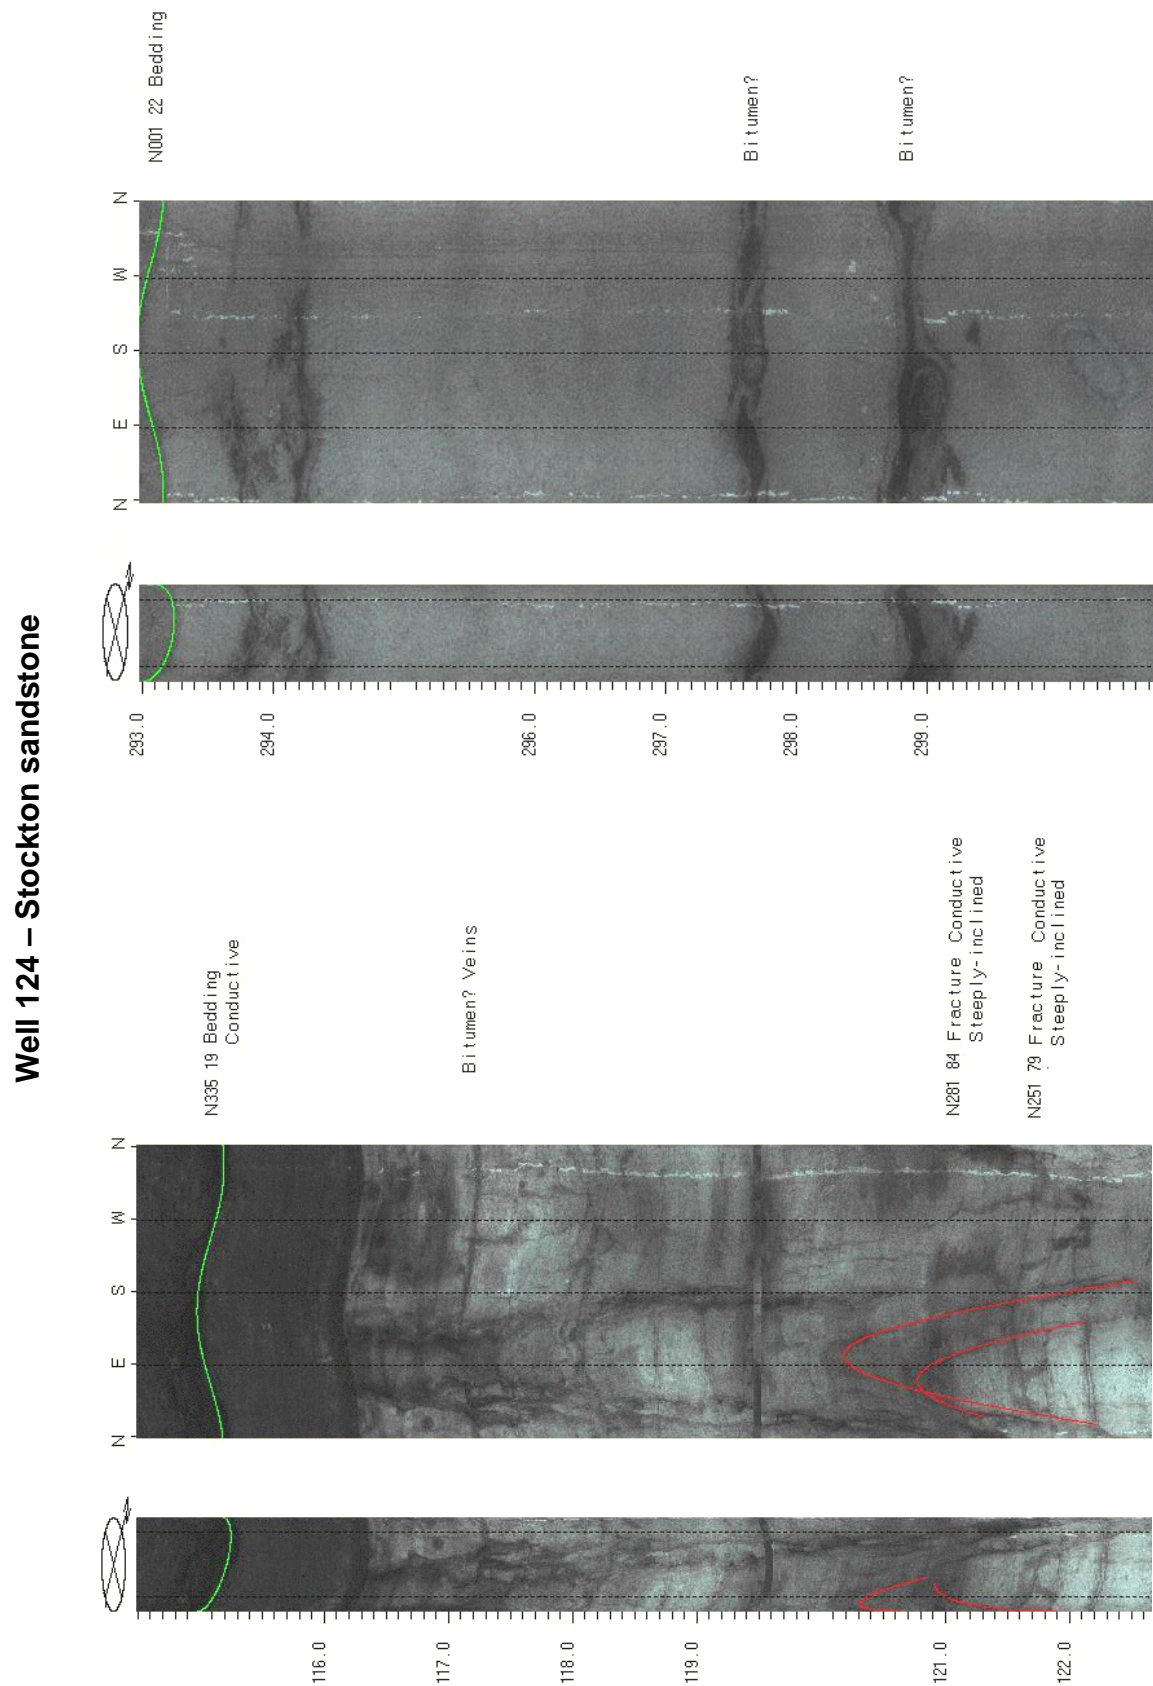 Well 124 – Stockton sandstone
N335 19 Bedding
Conductive
Bitumen? Veins
N281 84 Fracture Conductive
Steeply-inclined
N251 79 Fracture Conductive
Steeply-inclined
N E S W N
116.0
117.0
118.0
119.0
121.0
122.0
N001 22 Bedding
Bitumen?
Bitumen?
N E S W N
293.0
294.0
296.0
297.0
298.0
299.0